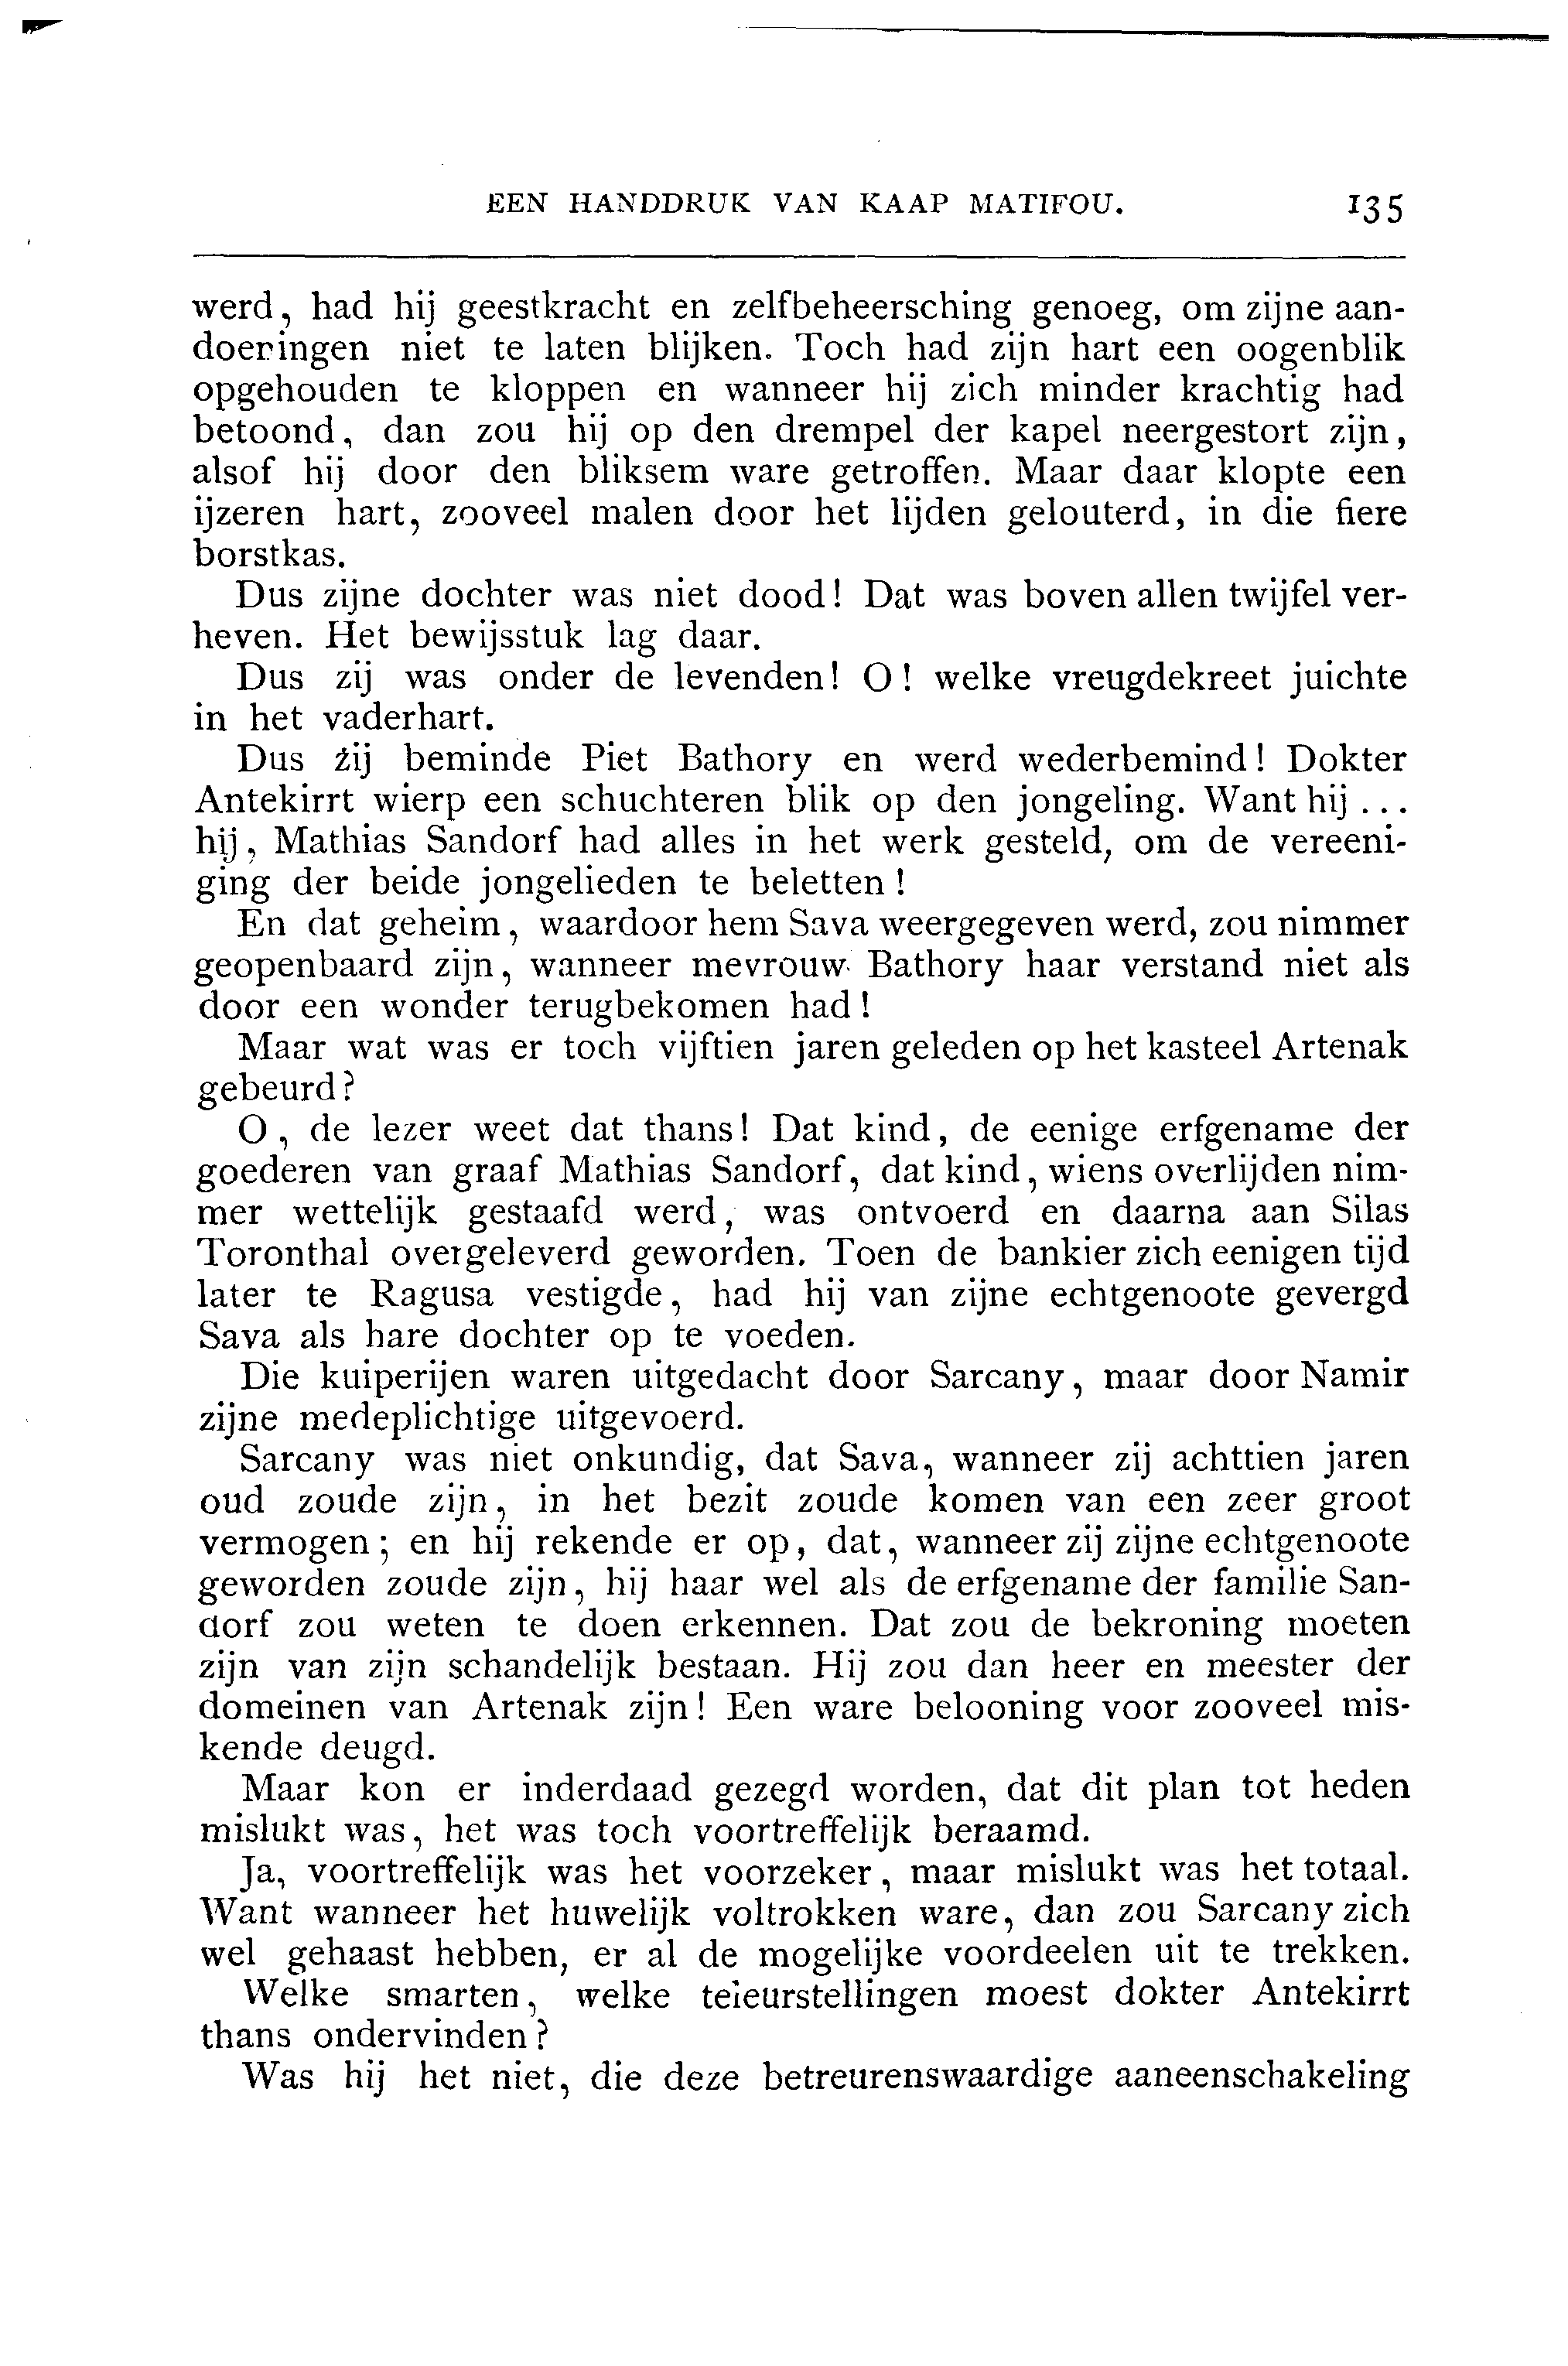 EEN HANDDRUK VAN KAAP MATIFOU. 135
werd, had hij geestkracht en zelfbeheersching genoeg, om zijne aan-
doeningen niet te laten blijken. Toch had zijn hart een oogenblik
opgehouden te kloppen en wanneer hij zich minder krachtig had
betoond, dan zou hij op den drempel der kapel neergestort zijn,
alsof hij door den bliksem ware getroffen. Maar daar klopte een
ijzeren hart, zooveel malen door het lijden gelouterd, in die fiere
borstkas.
Dus zijne dochter was niet dood! Dat was boven allen twijfel ver-
heven. Het bewijsstuk lag daar.
Dus zij was onder de levenden! O! welke vreugdekreet juichte
in het vaderhart.
Dus zij beminde Piet Bathory en werd wederbemind! Dokter
Antekirrt wierp een schuchteren blik op den jongeling. Want hij ...
hij, Mathias Sandorf had alles in het werk gesteld, om de vereeni-
ging der beide jongelieden te beletten!
En dat geheim, waardoor hem Sava weergegeven werd, zou nimmer
geopenbaard zijn, wanneer mevrouw Bathory haar verstand niet als
door een wonder terugbekomen had!
Maar wat was er toch vijftien jaren geleden op het kasteel Artenak
gebeurd?
O, de lezer weet dat thans! Dat kind, de eenige erfgename der
goederen van graaf Mathias Sandorf, dat kind, wiens overlijden nim-
mer wettelijk gestaafd werd, was ontvoerd en daarna aan Silas
Toronthal overgeleverd geworden. Toen de bankier zich eenigen tijd
later te Ragusa vestigde, had hij van zijne echtgenoote gevergd
Sava als hare dochter op te voeden.
Die kuiperijen waren uitgedacht door Sarcany, maar door Namir
zijne medeplichtige uitgevoerd.
Sarcany was niet onkundig, dat Sava, wanneer zij achttien jaren
oud zoude zijn, in het bezit zoude komen van een zeer groot
vermogen; en hij rekende er op, dat, wanneer zij zijne echtgenoote
geworden zoude zijn, hij haar wel als de erfgename der familie San-
dorf zou weten te doen erkennen. Dat zou de bekroning moeten
zijn van zijn schandelijk bestaan. Hij zou dan heer en meester der
domeinen van Artenak zijn! Een ware belooning voor zooveel mis-
kende deugd.
Maar kon er inderdaad gezegd worden, dat dit plan tot heden
mislukt was, het was toch voortreffelijk beraamd.
Ja, voortreffelijk was het voorzeker, maar mislukt was het totaal.
Want wanneer het huwelijk voltrokken ware, dan zou Sarcany zich
wel gehaast hebben, er al de mogelijke voordeelen uit te trekken.
Welke smarten, welke teleurstellingen moest dokter Antekirrt
thans ondervinden?
Was hij het niet, die deze betreurenswaardige aaneenschakeling